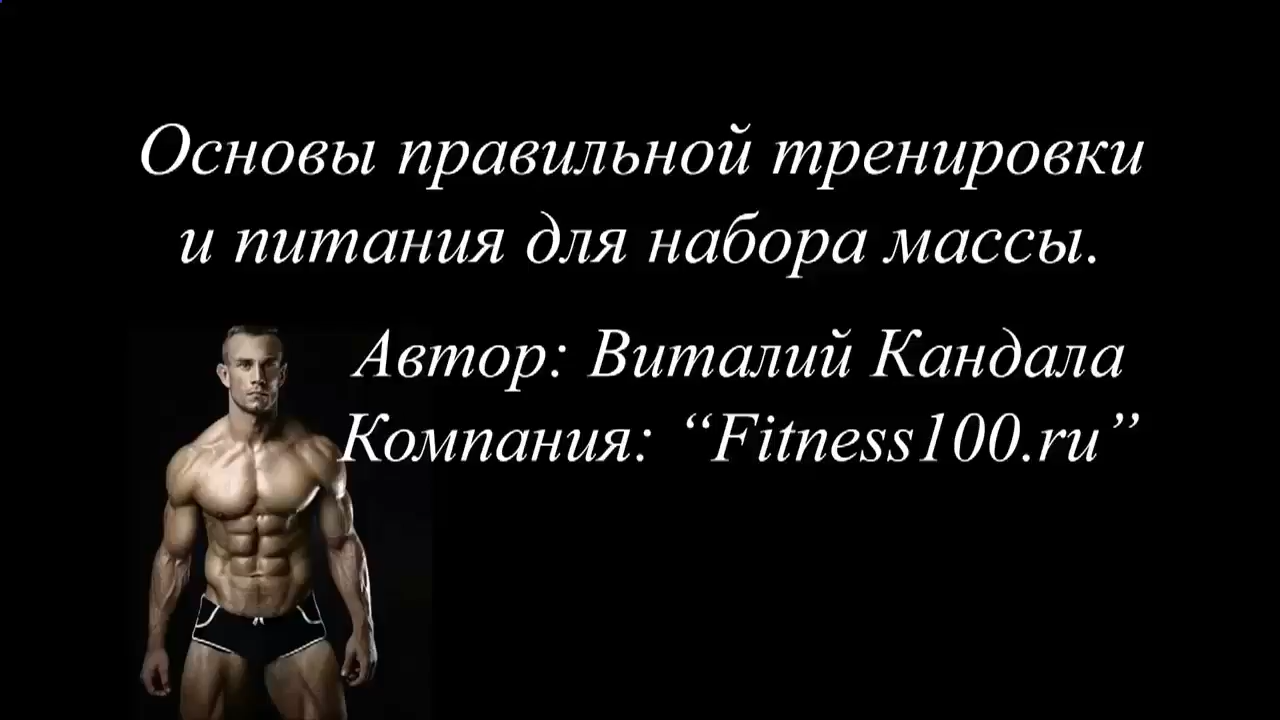 Основы правильной тренировки
и питания для набора массы.
Автор: Виталий Кандала
Компания: “Fitness100.ru”